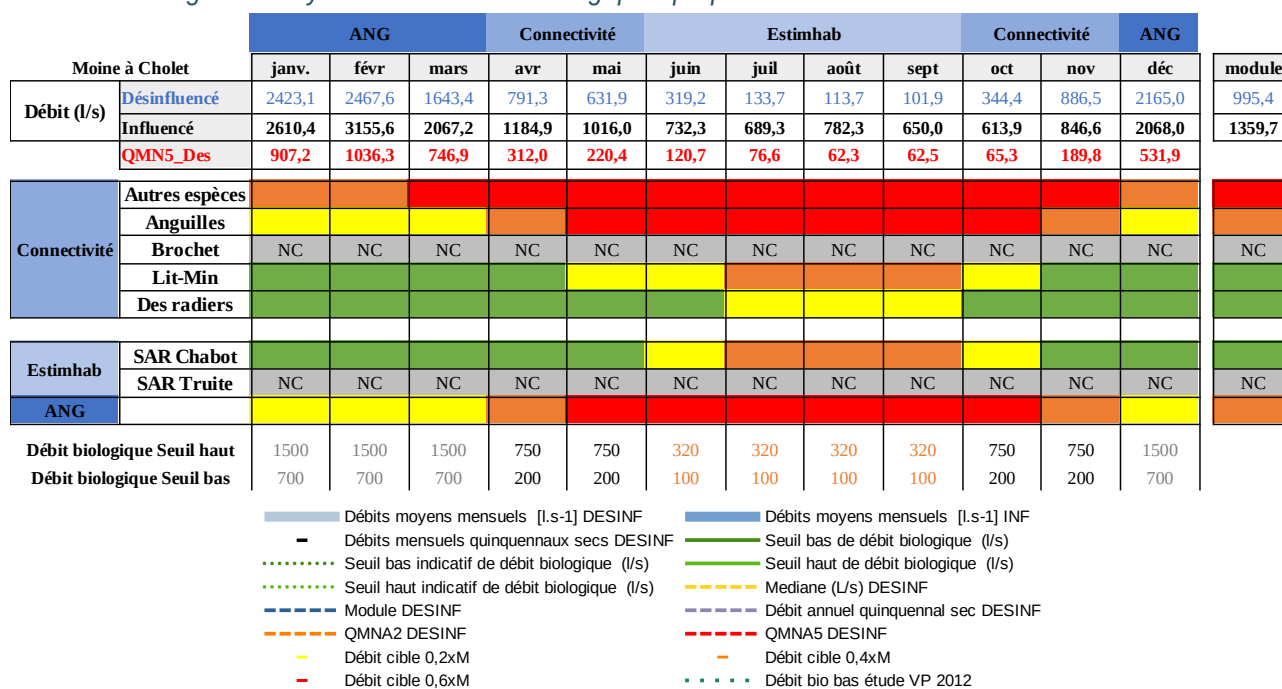 ANG Connectivité Estimhab Connectivité ANG
Moine à Cholet janv. févr mars avr mai juin juil août sept oct nov déc module
Débit (l/s) Désinfluencé 2423,1 2467,6 1643,4 791,3 631,9 319,2 133,7 113,7 101,9 344,4 886,5 2165,0 995,4
Influencé 2610,4 3155,6 2067,2 1184,9 1016,0 732,3 689,3 782,3 650,0 613,9 846,6 2068,0 1359,7
QMN5_Des 907,2 1036,3 746,9 312,0 220,4 120,7 76,6 62,3 62,5 65,3 189,8 531,9
Autres espèces
Anguilles
Connectivité Brochet NC NC NC NC NC NC NC NC NC NC NC NC NC
Lit-Min
Des radiers
Estimhab SAR Chabot
SAR Truite NC NC NC NC NC NC NC NC NC NC NC NC NC
ANG
Débit biologique Seuil haut 1500 1500 1500 750 750 320 320 320 320 750 750 1500
Débit biologique Seuil bas 700 700 700 200 200 100 100 100 100 200 200 700
Débits moyens mensuels [l.s-1] DESINF Débits moyens mensuels [l.s-1] INF
Débits mensuels quinquennaux secs DESINF Seuil bas de débit biologique (l/s)
Seuil bas indicatif de débit biologique (l/s) Seuil haut de débit biologique (l/s)
Seuil haut indicatif de débit biologique (l/s) Mediane (L/s) DESINF
Module DESINF Débit annuel quinquennal sec DESINF
QMNA2 DESINF QMNA5 DESINF
Débit cible 0,2xM Débit cible 0,4xM
Débit cible 0,6xM Débit bio bas étude VP 2012